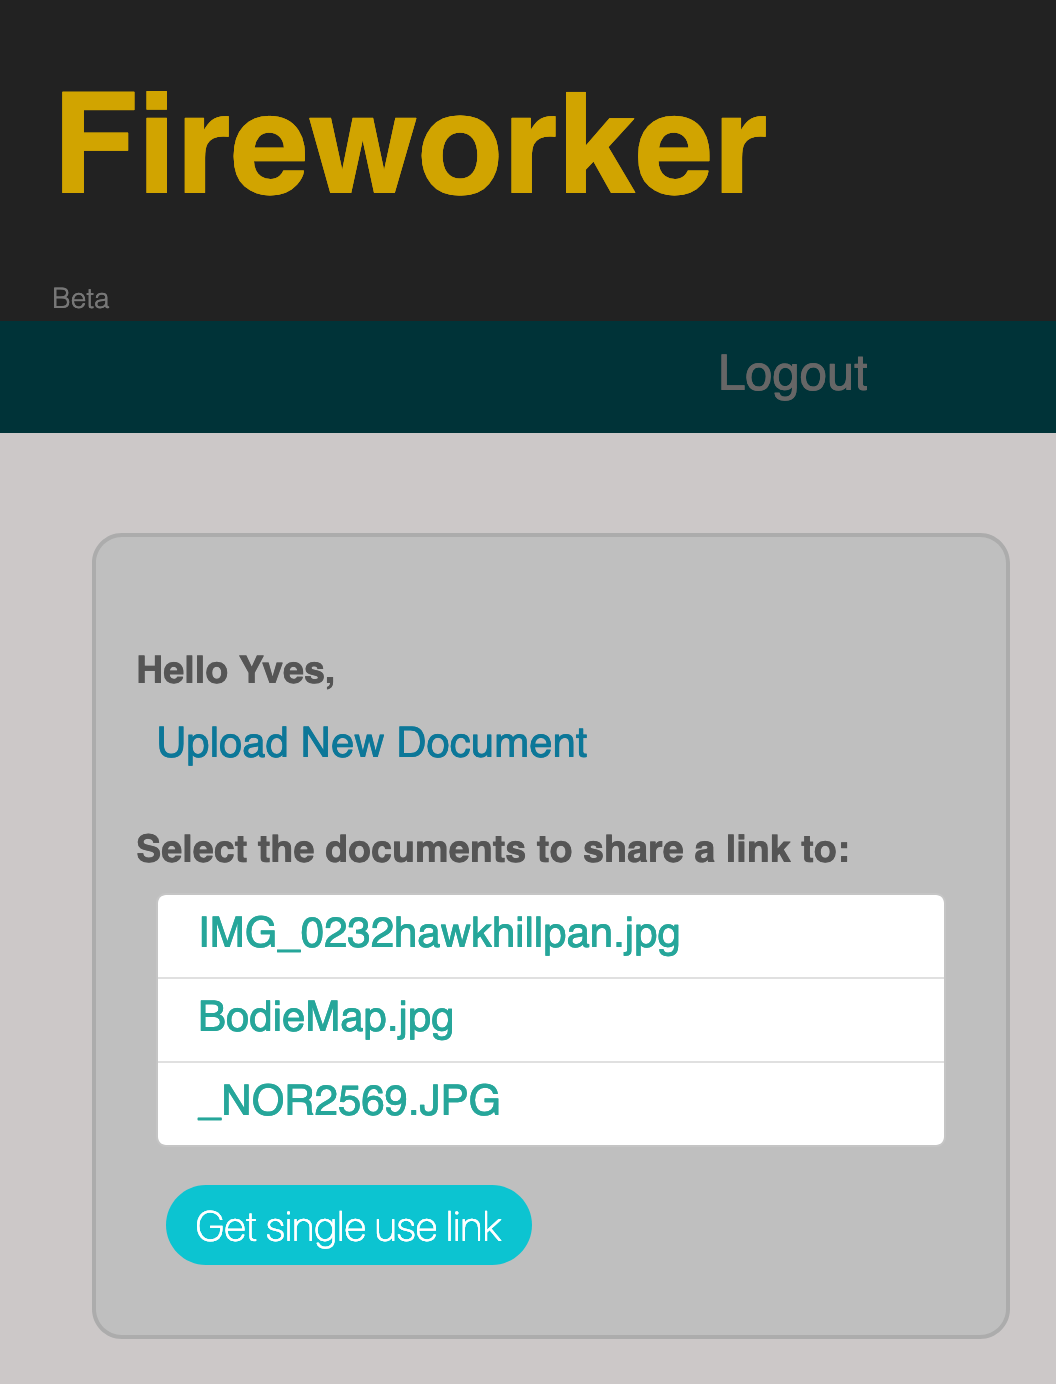 Fireworker
Beta
Logout
Hello Yves,
Upload New Document
Select the documents to share a link to:
IMG_0232hawkhillpan.jpg
BodieMap.jpg
_NOR2569.JPG
Get single use link